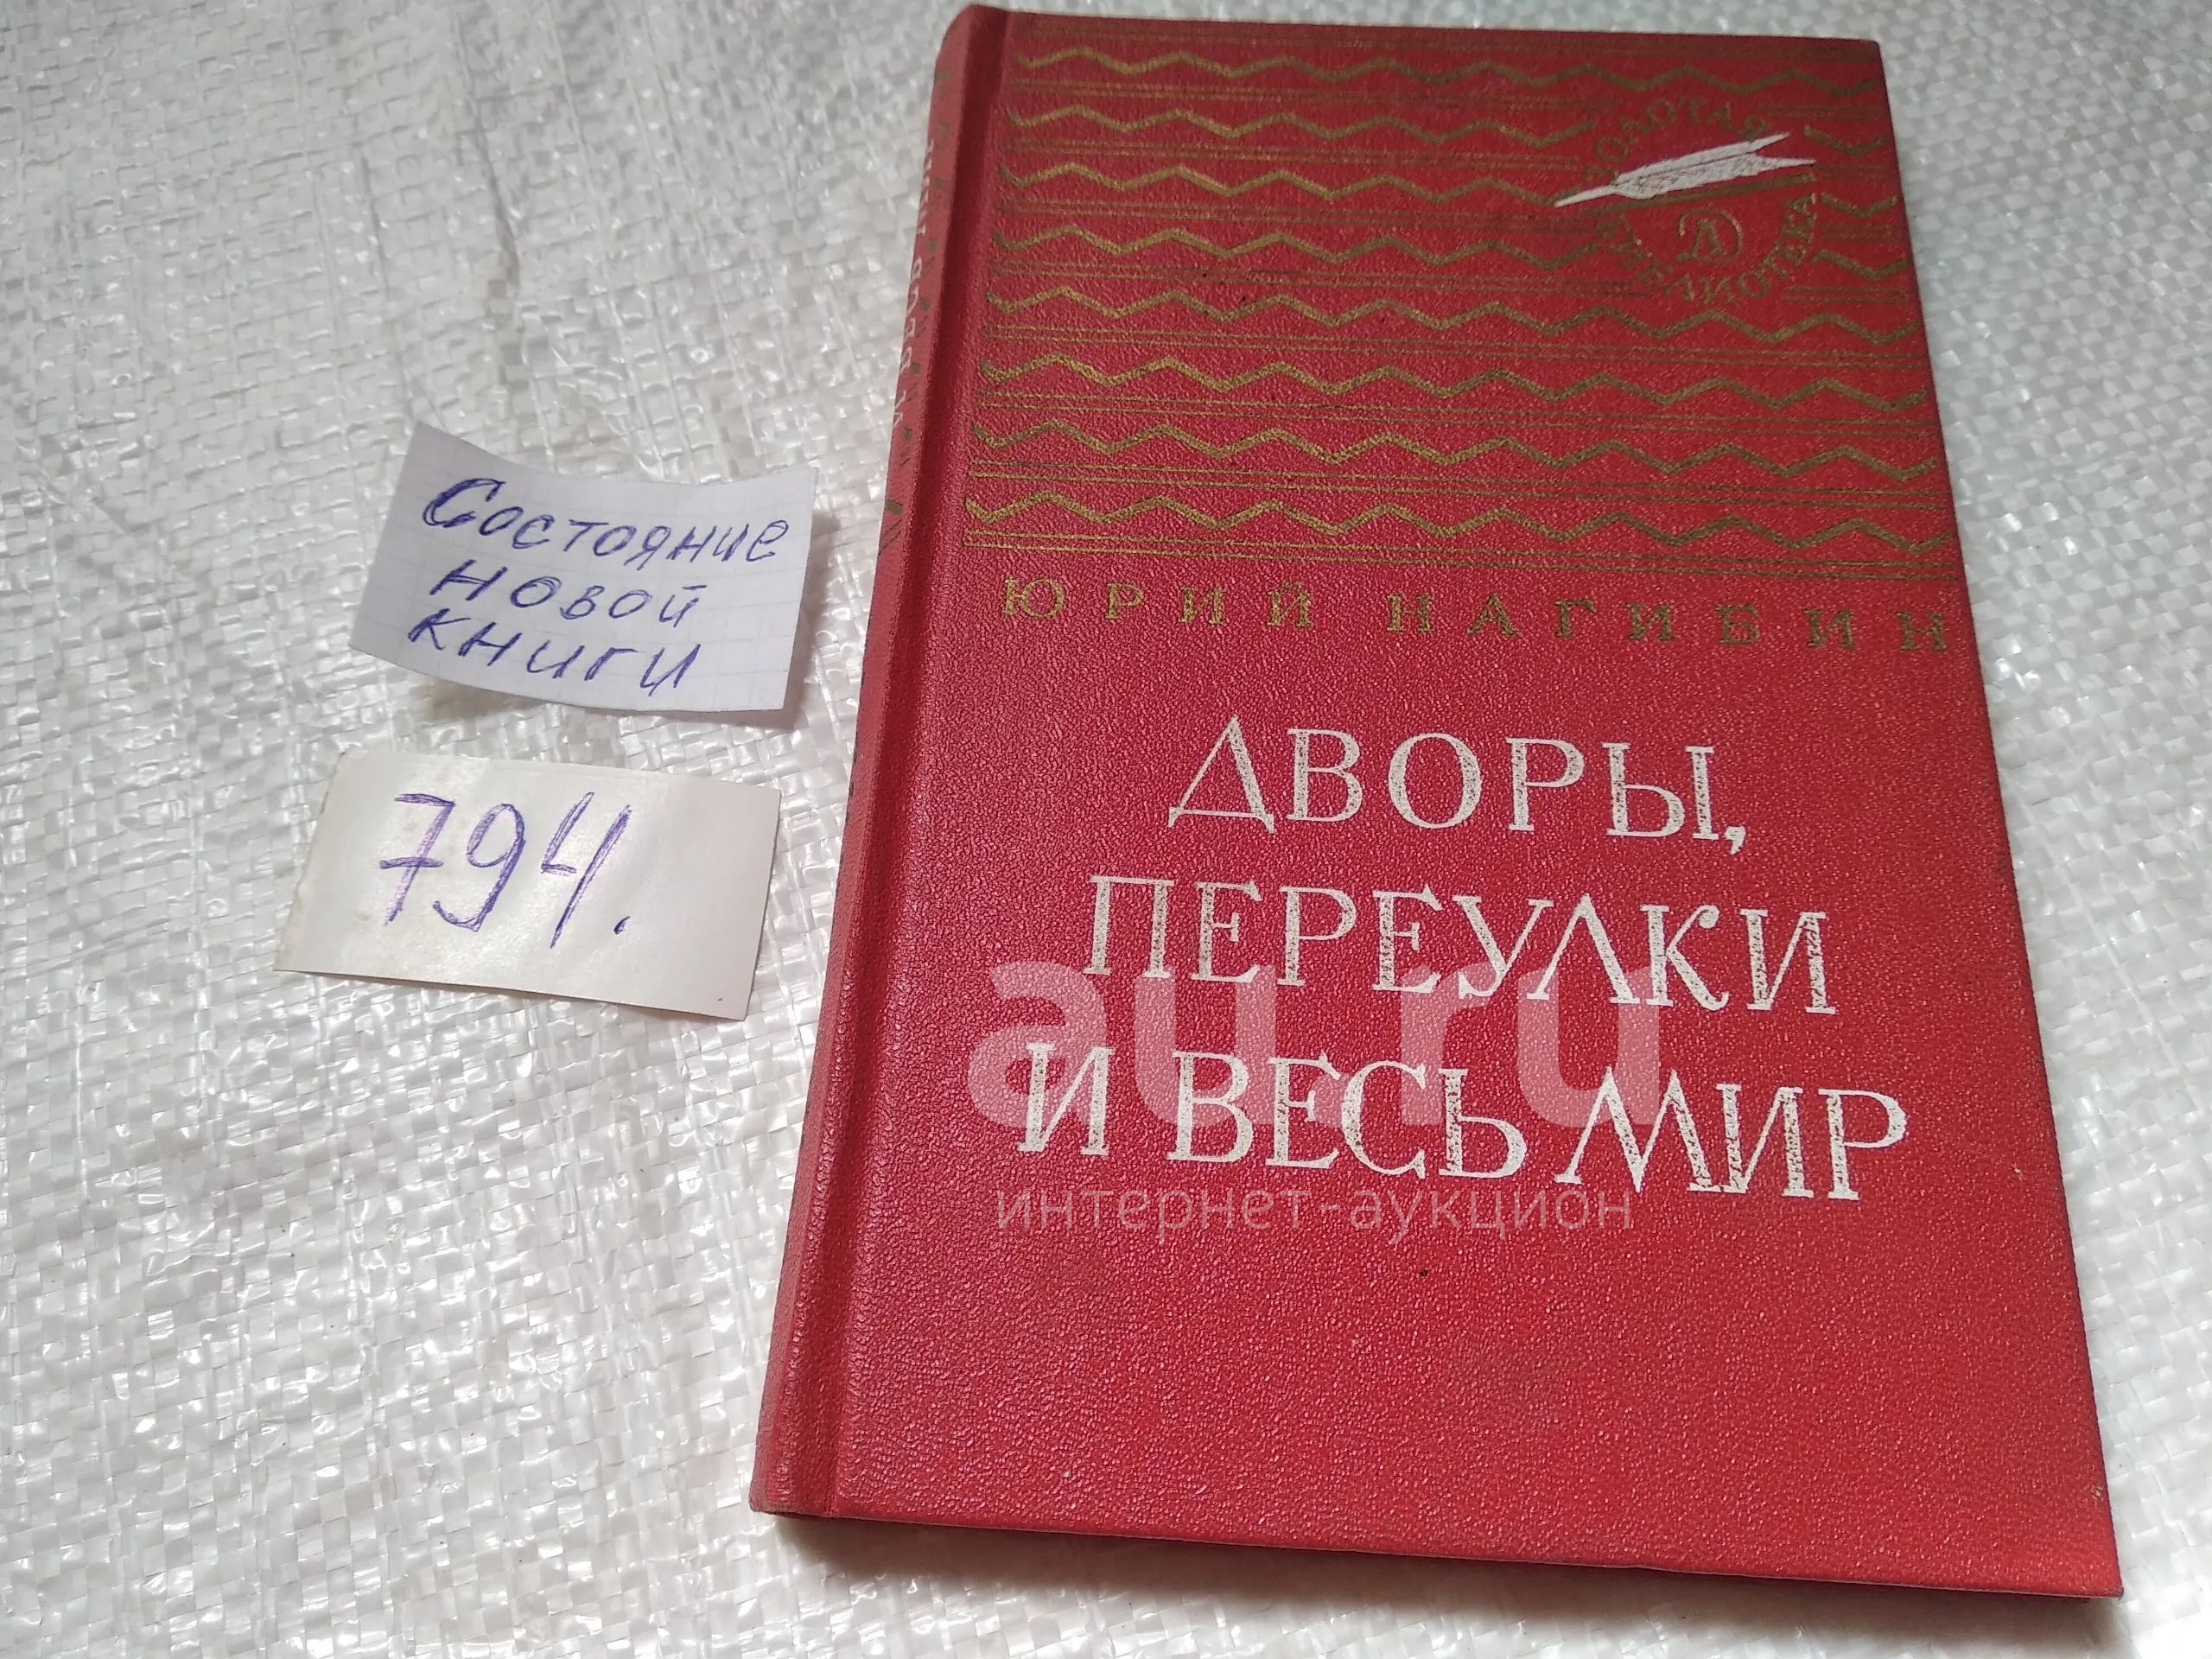 ЗОЛОТАЯ
БИБЛИОТЕКА
Д
ЮРИЙ НАГИБИН
ДВОРЫ,
ПЕРЕУЛКИ
И ВЕСЬ МИР
Состояние
новой
книги
794.
au.ru
интернет-аукцион